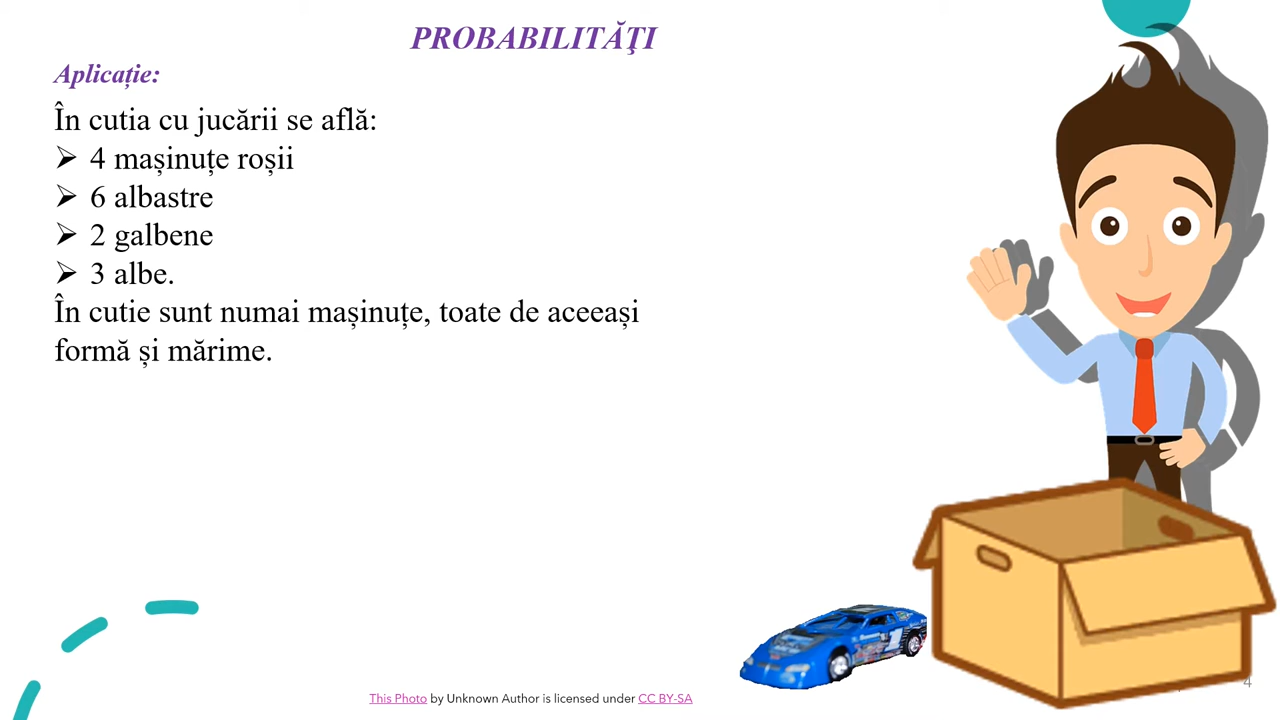 PROBABILITĂŢI
Aplicație:
În cutia cu jucării se află:
➢ 4 mașinuțe roșii
➢ 6 albastre
➢ 2 galbene
➢ 3 albe.
În cutie sunt numai mașinuțe, toate de aceeași
formă și mărime.
1
This Photo by Unknown Author is licensed under CC BY-SA
4